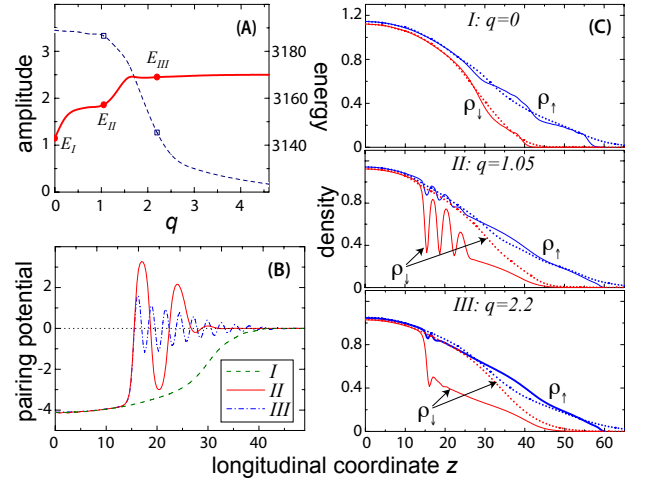 (A)
amplitude
3
2
1
0
0
1
2
3
4
q
3180
3160
3140
energy
E_I
E_II
E_III
(B)
pairing potential
4
2
0
-2
-4
0
10
20
30
40
I
II
III
longitudinal coordinate z
(C)
I: q=0
1.2
0.8
0.4
0
ρ↓
ρ↑
II: q=1.05
density
0.8
0.4
0
ρ↓
ρ↑
III: q=2.2
0.8
0.4
0
ρ↓
ρ↑
0
10
20
30
40
50
60